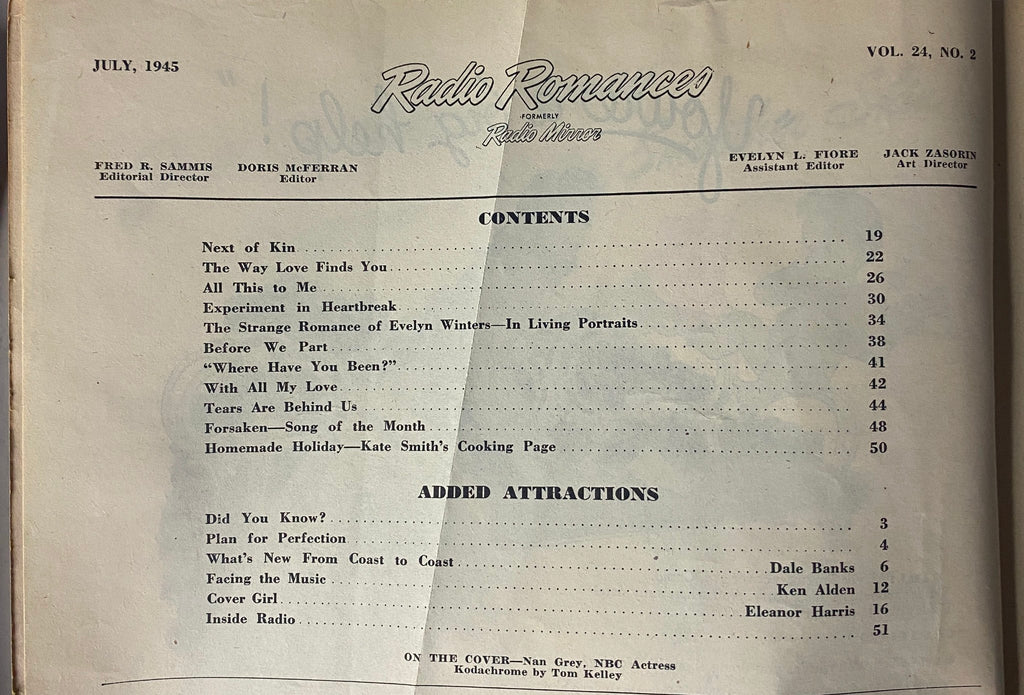 JULY, 1945
VOL. 24, NO. 2
Radio Romances
FORMERLY
Radio Mirror
FRED R. SAMMIS
Editorial Director
DORIS McFERRAN
Editor
EVELYN L. FIORE
Assistant Editor
JACK ZASORIN
Art Director
CONTENTS
Next of Kin 19
The Way Love Finds You 22
All This to Me 26
Experiment in Heartbreak 30
The Strange Romance of Evelyn Winters—In Living Portraits 34
Before We Part 38
"Where Have You Been?" 41
With All My Love 42
Tears Are Behind Us 44
Forsaken—Song of the Month 48
Homemade Holiday—Kate Smith's Cooking Page 50
ADDED ATTRACTIONS
Did You Know? 3
Plan for Perfection 4
What's New From Coast to Coast Dale Banks 6
Facing the Music Ken Alden 12
Cover Girl Eleanor Harris 16
Inside Radio 51
ON THE COVER—Nan Grey, NBC Actress
Kodachrome by Tom Kelley